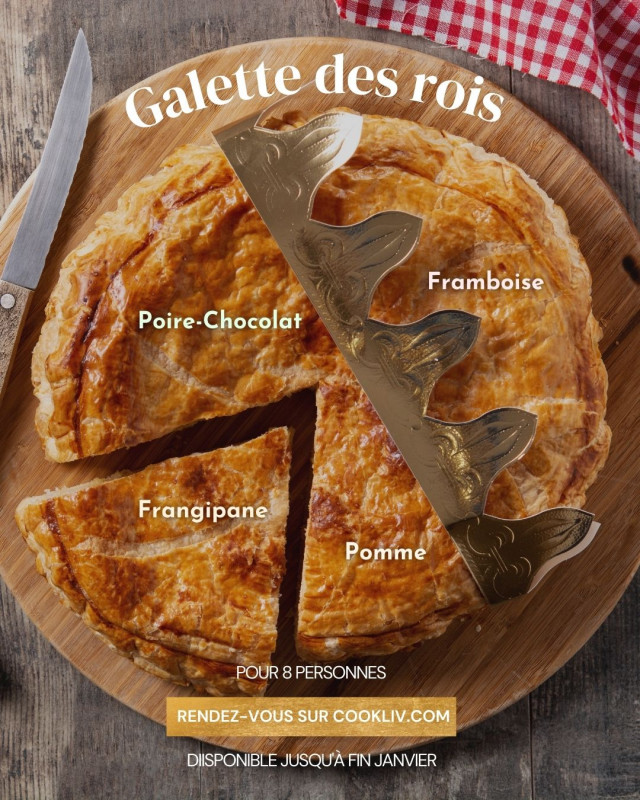 Galette des rois
Framboise
Poire-Chocolat
Frangipane
Pomme
POUR 8 PERSONNES
RENDEZ-VOUS SUR COOKLIV.COM
DIISPONIBLE JUSQU'À FIN JANVIER